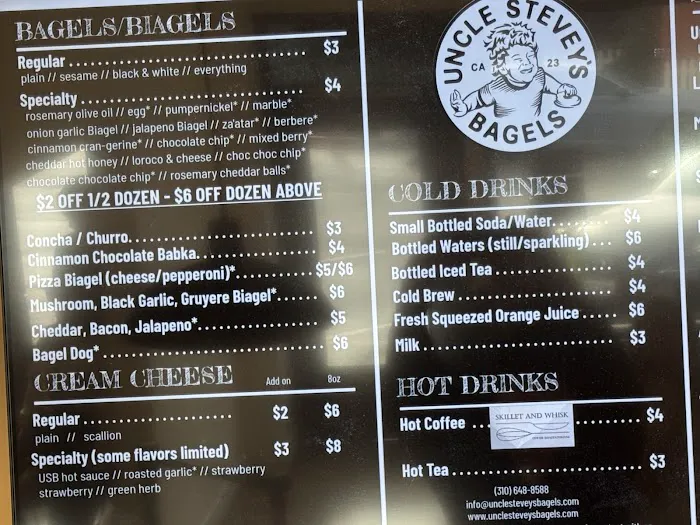 BAGELS/BIAGELS
Regular $3
plain // sesame // black & white // everything
Specialty $4
rosemary olive oil // egg* // pumpernickel* // marble*
onion garlic Biagel // jalapeno Biagel // za'atar* // berbere*
cinnamon cran-gerine* // chocolate chip* // mixed berry*
cheddar hot honey // loroco & cheese // choc choc chip*
chocolate chocolate chip* // rosemary cheddar balls*
$2 OFF 1/2 DOZEN - $6 OFF DOZEN ABOVE
Concha / Churro $3
Cinnamon Chocolate Babka $4
Pizza Biagel (cheese/pepperoni)* $5/$6
Mushroom, Black Garlic, Gruyere Biagel* $6
Cheddar, Bacon, Jalapeno* $5
Bagel Dog* $6
CREAM CHEESE Add on 8oz
Regular $2 $6
plain // scallion
Specialty (some flavors limited) $3 $8
USB hot sauce // roasted garlic* // strawberry
strawberry // green herb
UNCLE STEVEY'S
CA 23
BAGELS
COLD DRINKS
Small Bottled Soda/Water $4
Bottled Waters (still/sparkling) $6
Bottled Iced Tea $4
Cold Brew $4
Fresh Squeezed Orange Juice $6
Milk $3
HOT DRINKS
Hot Coffee SKILLET AND WHISK $4
Hot Tea $3
(310) 648-8588
info@unclesteveysbagels.com
www.unclesteveysbagels.com